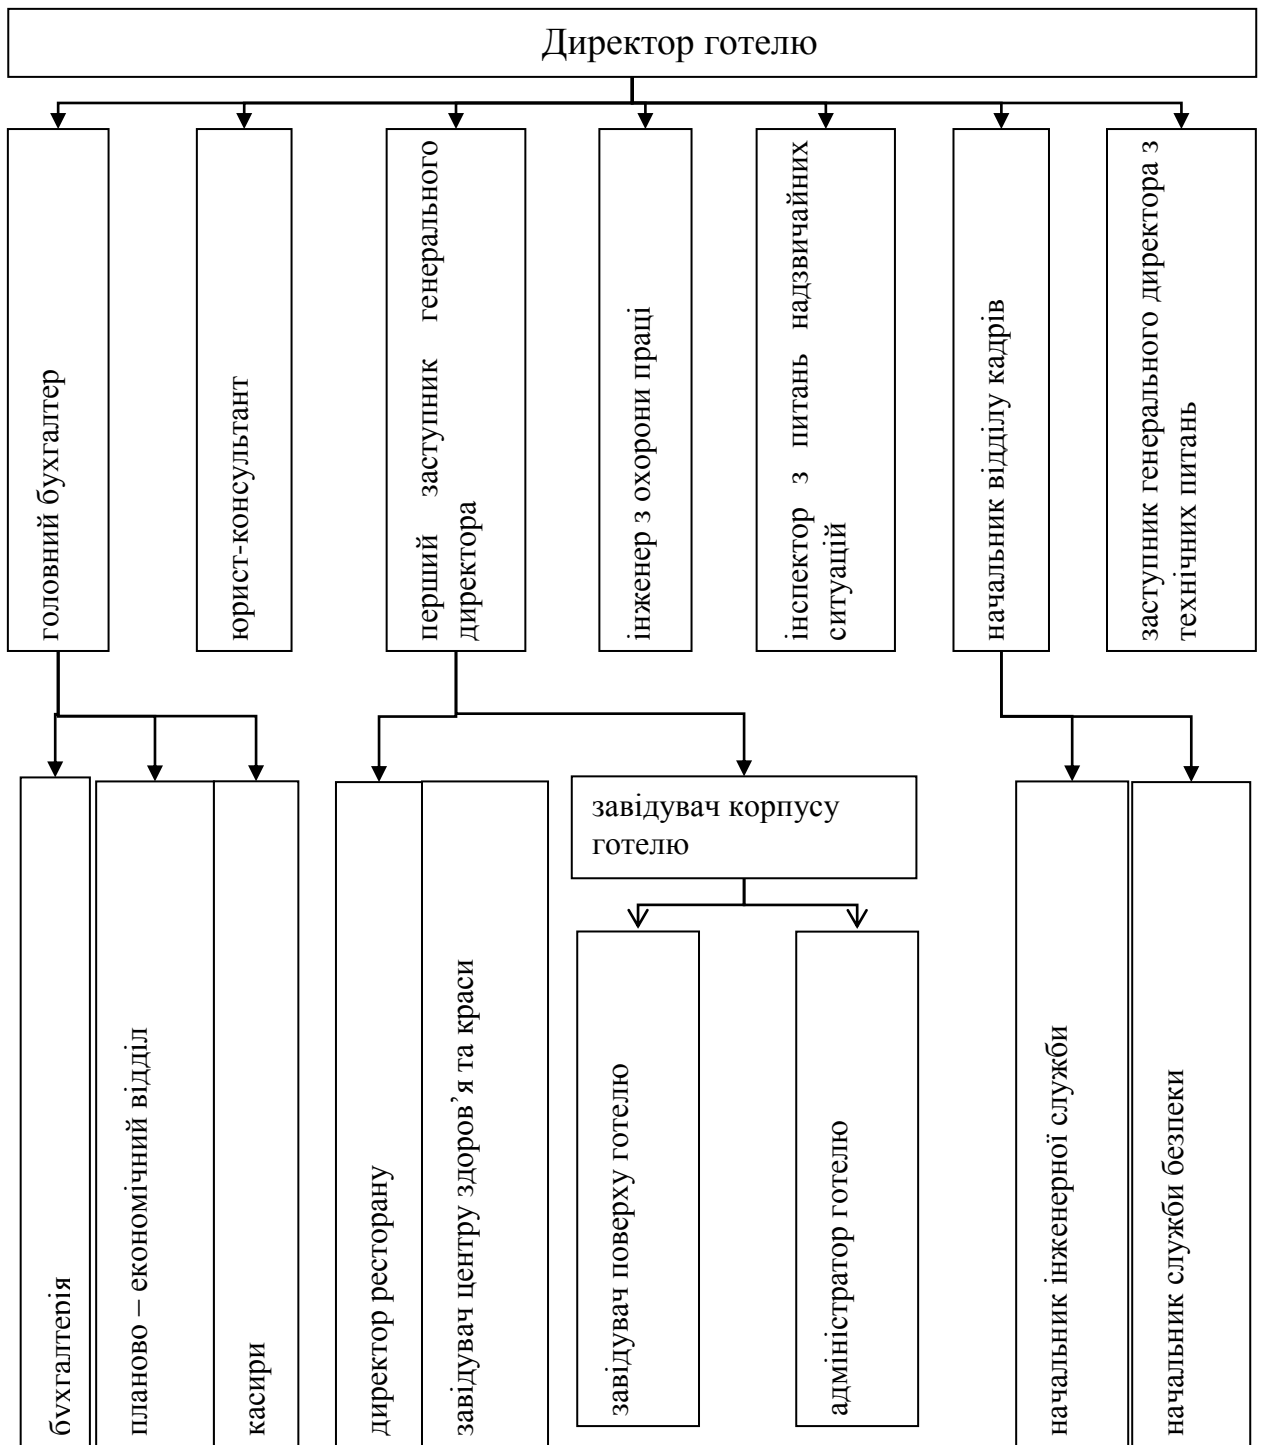 Директор готелю
головний бухгалтер
юрист-консультант
перший заступник генерального
директора
інженер з охорони праці
інспектор з питань надзвичайних
ситуацій
начальник відділу кадрів
заступник генерального директора з
технічних питань
бухгалтерія
планово – економічний відділ
касири
директор ресторану
завідувач центру здоров’я та краси
завідувач корпусу
готелю
завідувач поверху готелю
адміністратор готелю
начальник інженерної служби
начальник служби безпеки